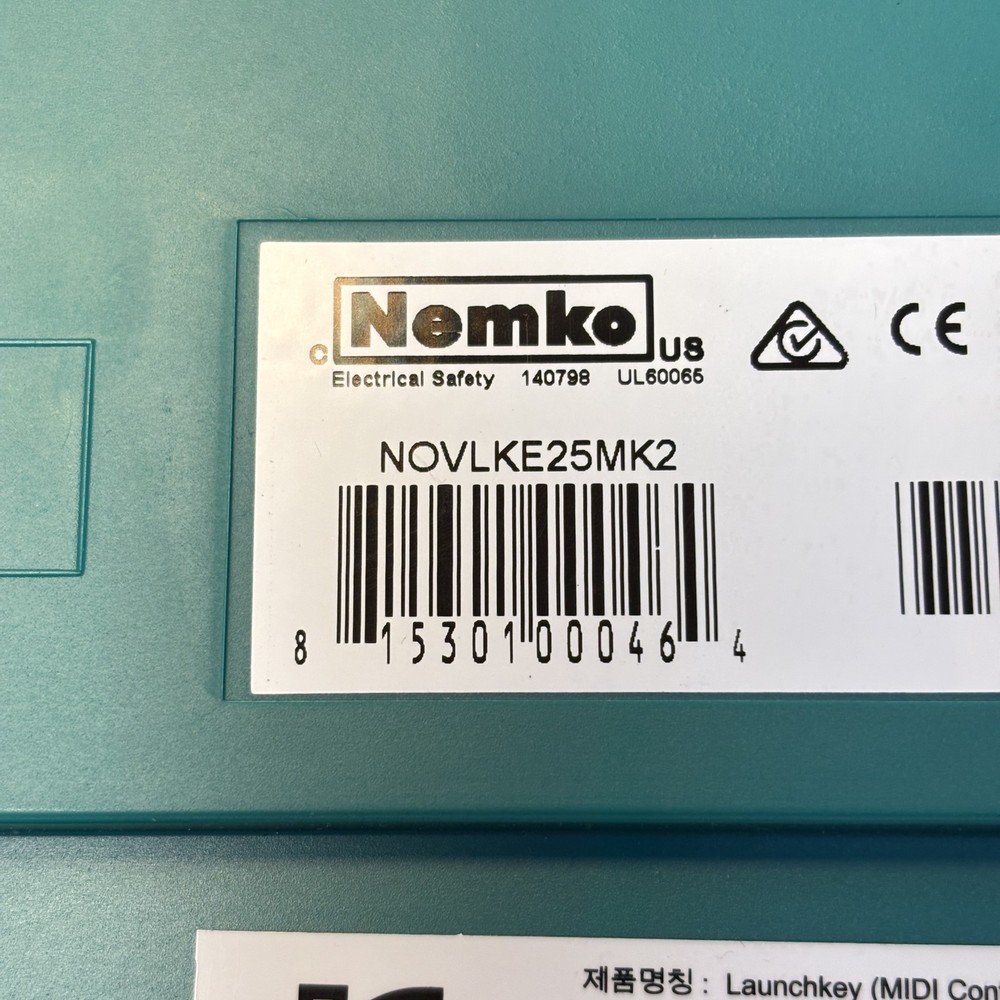 Nemko
c US
Electrical Safety 140798 UL60065
CE
NOVLKE25MK2
8 15301 00046 4
제품명칭 : Launchkey (MIDI Con